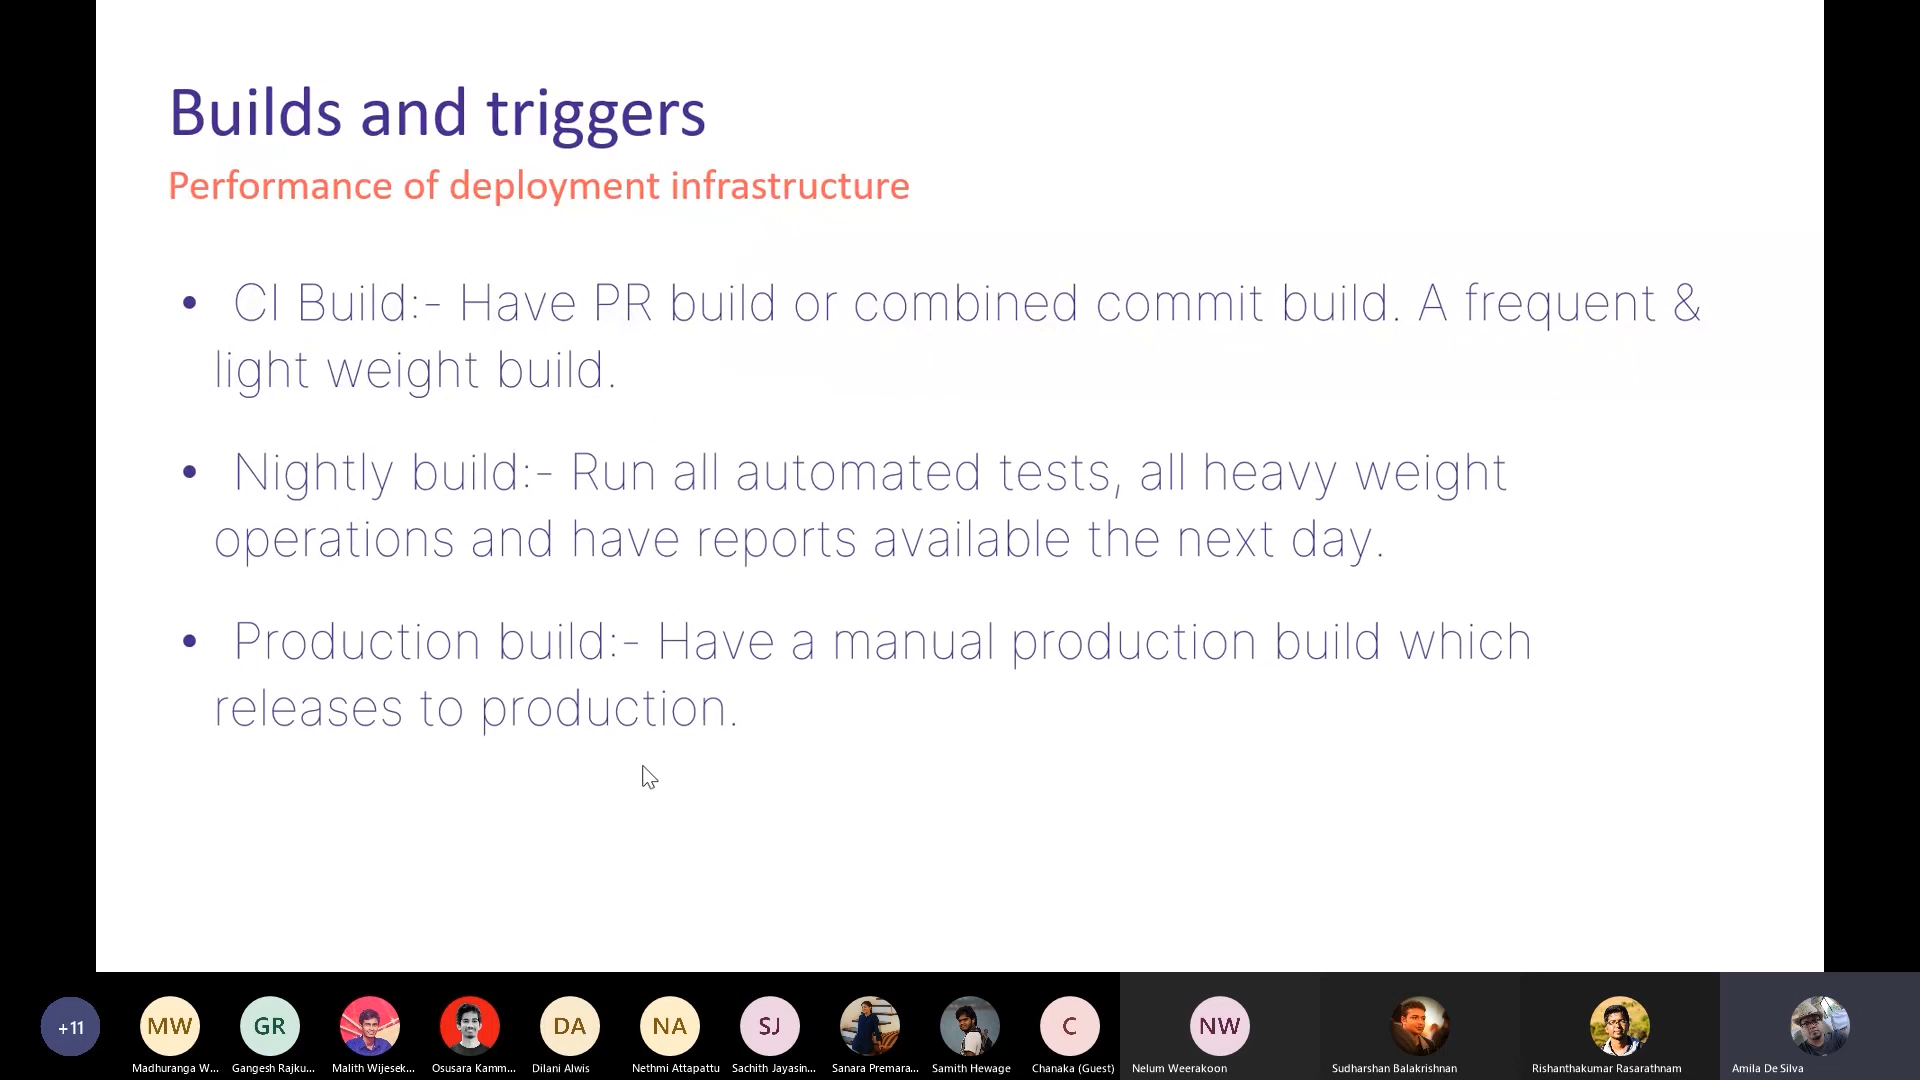 Builds and triggers
Performance of deployment infrastructure
• CI Build:- Have PR build or combined commit build. A frequent &
light weight build.
• Nightly build:- Run all automated tests, all heavy weight
operations and have reports available the next day.
• Production build:- Have a manual production build which
releases to production.
+11
MW
GR
DA
NA
SJ
C
NW
Madhuranga W...
Gangesh Rajku...
Malith Wijesek...
Osusara Kamm...
Dilani Alwis
Nethmi Attapattu
Sachith Jayasin...
Sanara Premara...
Samith Hewage
Chanaka (Guest)
Nelum Weerakoon
Sudharshan Balakrishnan
Rishanthakumar Rasarathnam
Amila De Silva